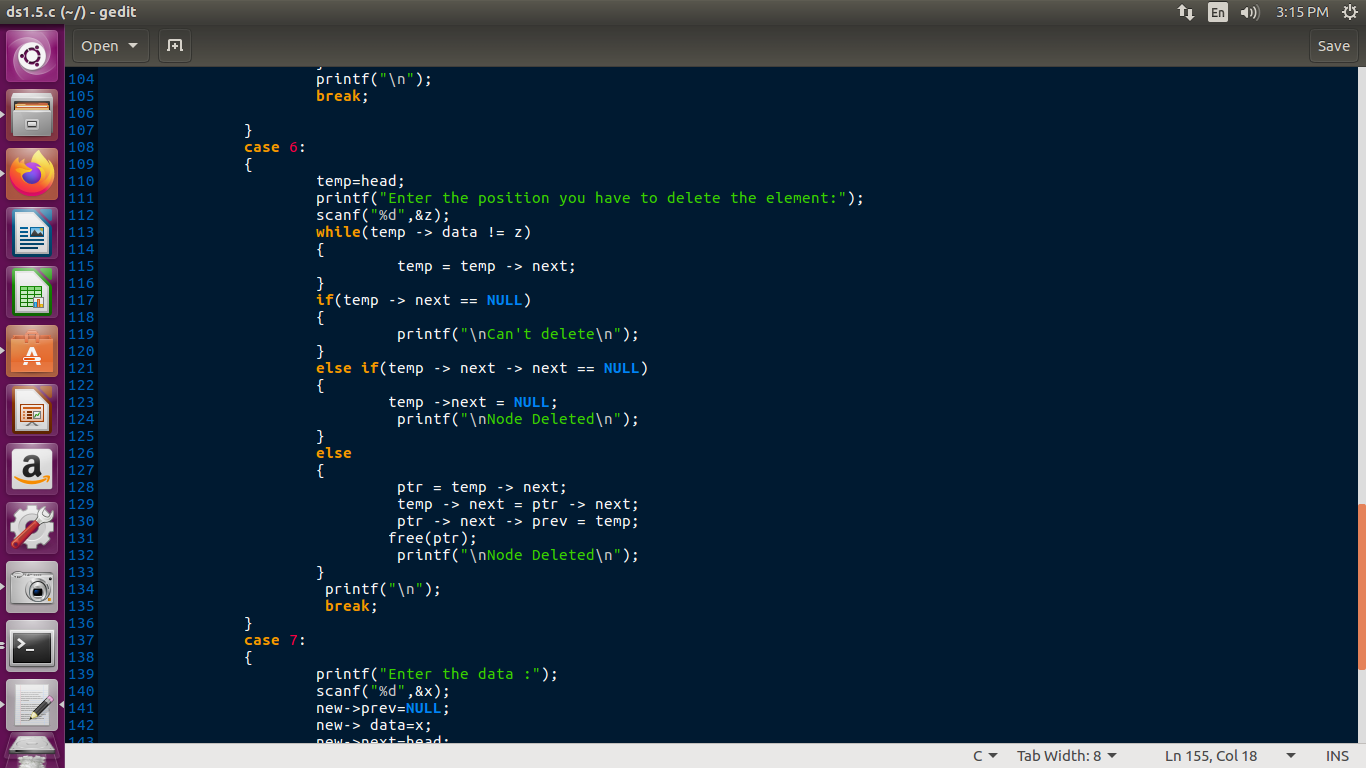 ds1.5.c (~/) - gedit
En 3:15 PM
Open Save
104 printf("\n");
105 break;
106
107 }
108 case 6:
109 {
110 temp=head;
111 printf("Enter the position you have to delete the element:");
112 scanf("%d",&z);
113 while(temp -> data != z)
114 {
115 temp = temp -> next;
116 }
117 if(temp -> next == NULL)
118 {
119 printf("\nCan't delete\n");
120 }
121 else if(temp -> next -> next == NULL)
122 {
123 temp ->next = NULL;
124 printf("\nNode Deleted\n");
125 }
126 else
127 {
128 ptr = temp -> next;
129 temp -> next = ptr -> next;
130 ptr -> next -> prev = temp;
131 free(ptr);
132 printf("\nNode Deleted\n");
133 }
134 printf("\n");
135 break;
136 }
137 case 7:
138 {
139 printf("Enter the data :");
140 scanf("%d",&x);
141 new->prev=NULL;
142 new-> data=x;
143 new->next=head;
C Tab Width: 8 Ln 155, Col 18 INS